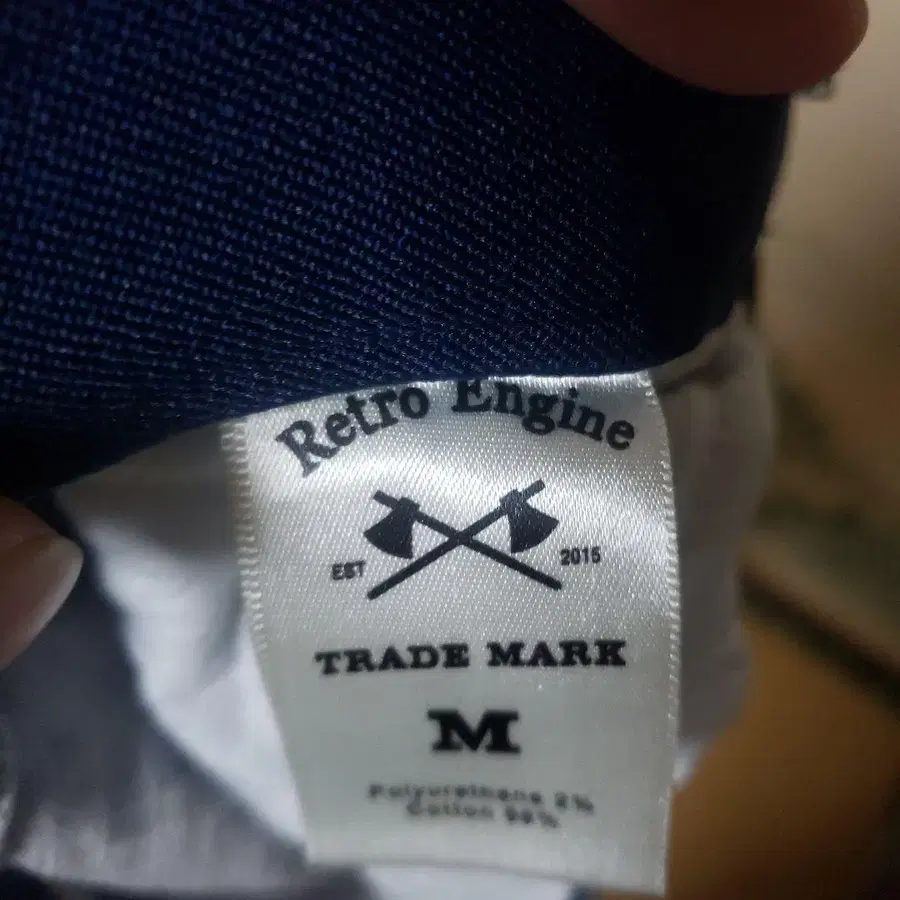 Retro Engine
EST 2015
TRADE MARK
M
Polyurethane 2%
Cotton 98%